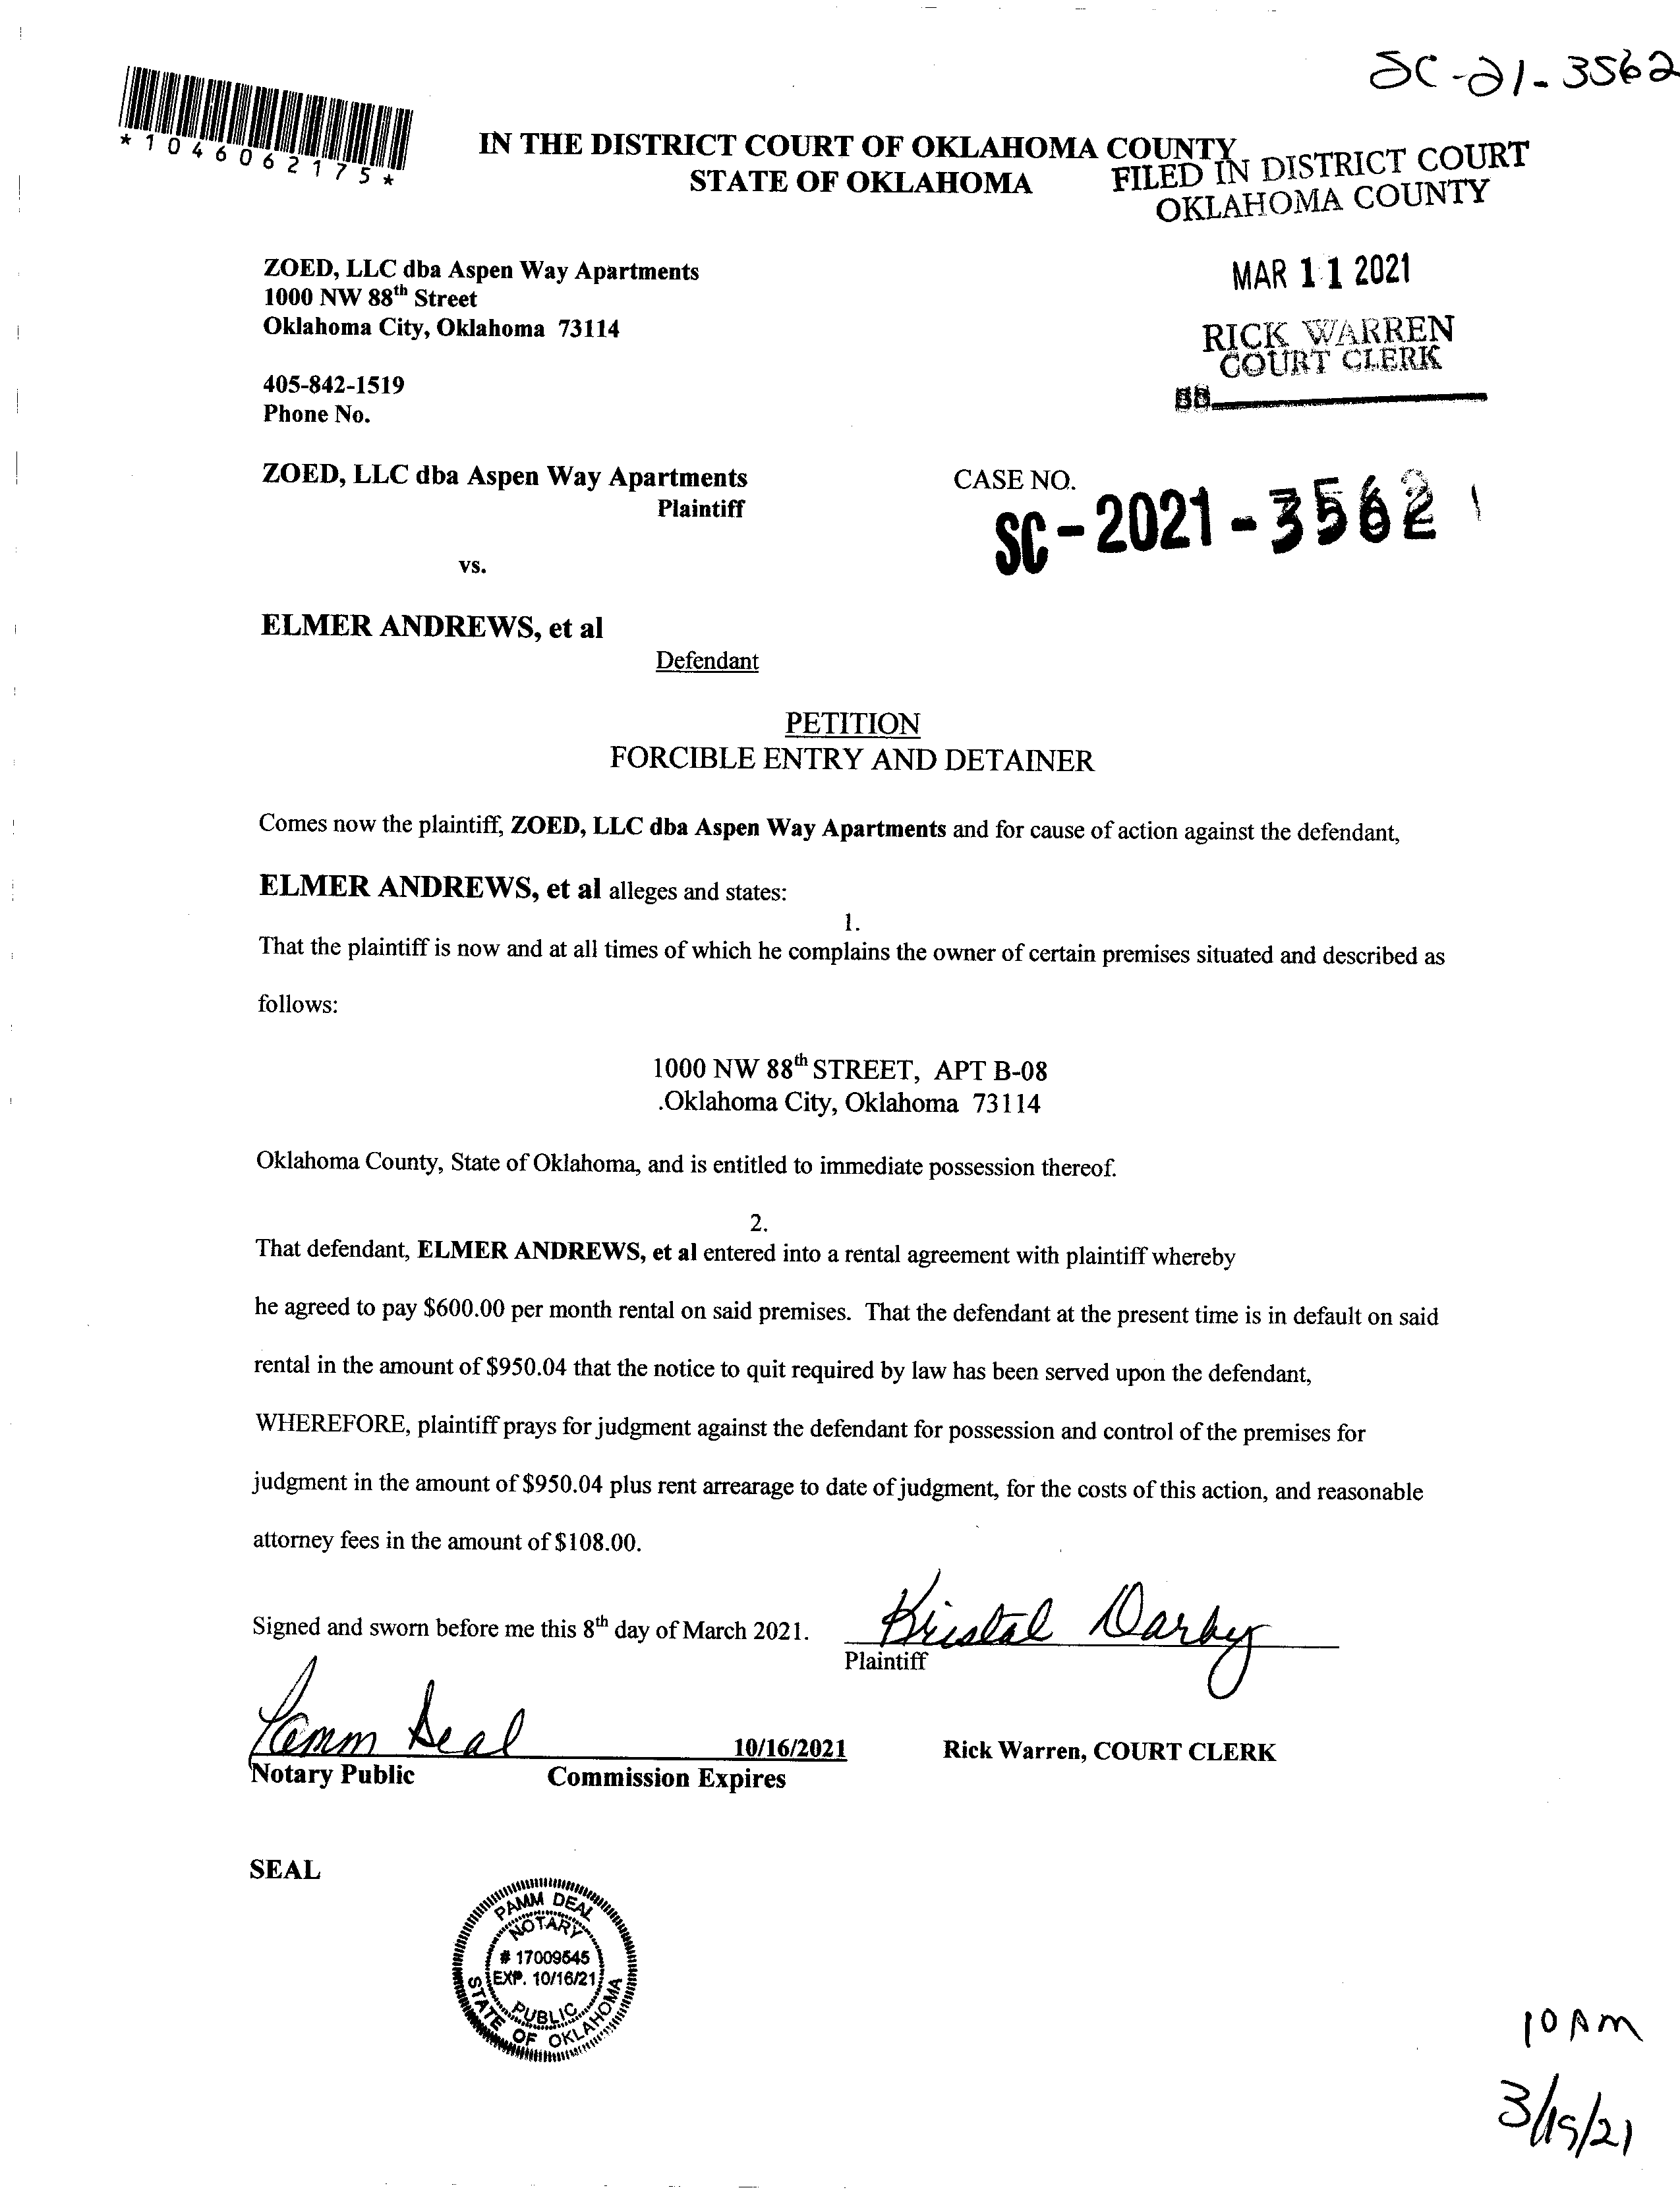 SC-21-3562
*1046062175*
IN THE DISTRICT COURT OF OKLAHOMA COUNTY
STATE OF OKLAHOMA
FILED IN DISTRICT COURT
OKLAHOMA COUNTY
MAR 11 2021
RICK WARREN
COURT CLERK
ZOED, LLC dba Aspen Way Apartments
1000 NW 88th Street
Oklahoma City, Oklahoma 73114
405-842-1519
Phone No.
ZOED, LLC dba Aspen Way Apartments
Plaintiff
CASE NO.
SC-2021-3562
vs.
ELMER ANDREWS, et al
Defendant
PETITION
FORCIBLE ENTRY AND DETAINER
Comes now the plaintiff, ZOED, LLC dba Aspen Way Apartments and for cause of action against the defendant,
ELMER ANDREWS, et al alleges and states:
1.
That the plaintiff is now and at all times of which he complains the owner of certain premises situated and described as
follows:
1000 NW 88th STREET, APT B-08
.Oklahoma City, Oklahoma 73114
Oklahoma County, State of Oklahoma, and is entitled to immediate possession thereof.
2.
That defendant, ELMER ANDREWS, et al entered into a rental agreement with plaintiff whereby
he agreed to pay $600.00 per month rental on said premises. That the defendant at the present time is in default on said
rental in the amount of $950.04 that the notice to quit required by law has been served upon the defendant,
WHEREFORE, plaintiff prays for judgment against the defendant for possession and control of the premises for
judgment in the amount of $950.04 plus rent arrearage to date of judgment, for the costs of this action, and reasonable
attorney fees in the amount of $108.00.
Signed and sworn before me this 8th day of March 2021.
Kristal Darby
Plaintiff
Pamm Deal
10/16/2021
Rick Warren, COURT CLERK
Notary Public
Commission Expires
SEAL
PAMM DEAL
NOTARY
# 17009545
EXP. 10/16/21
PUBLIC
STATE OF OKLAHOMA
10 AM
3/19/21